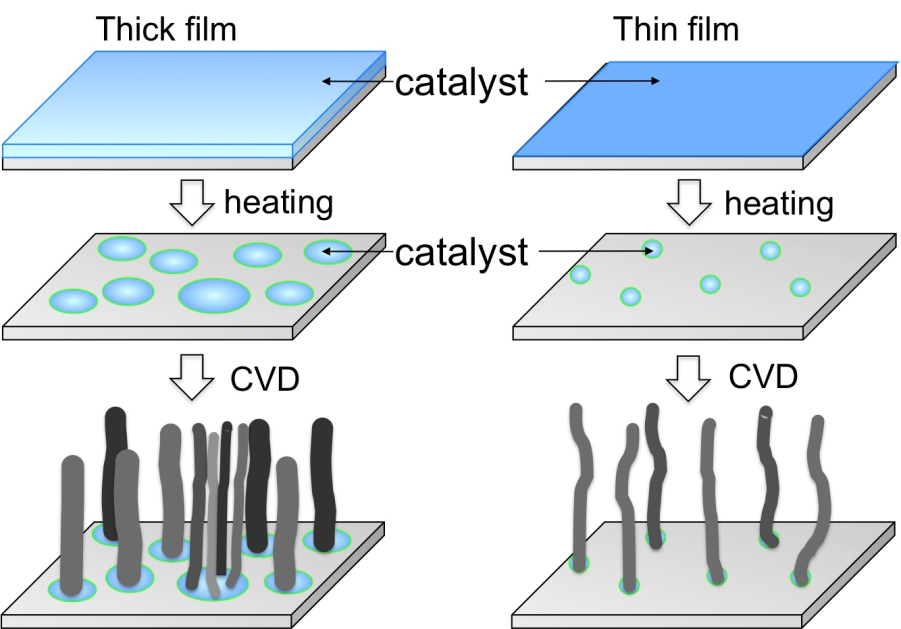 Thick film
Thin film
catalyst
heating
heating
catalyst
CVD
CVD